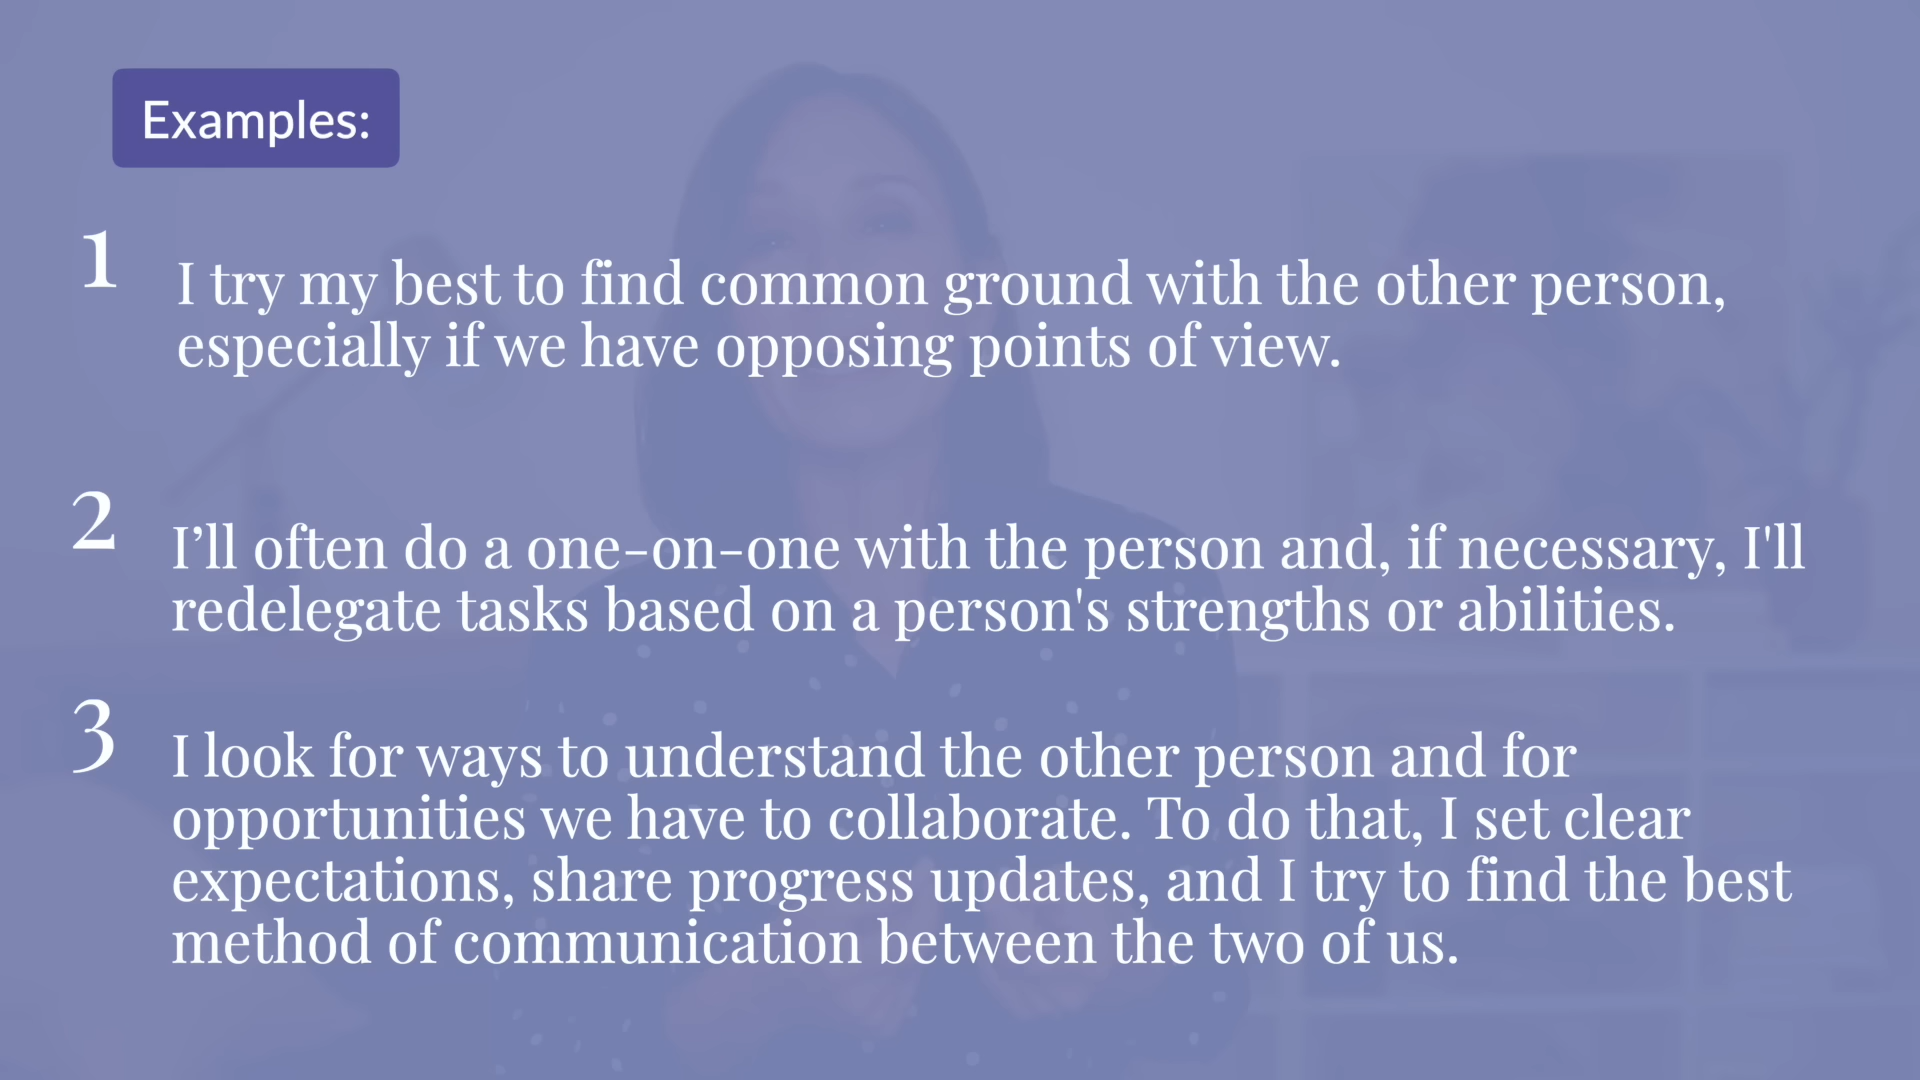 Examples:
1
I try my best to find common ground with the other person,
especially if we have opposing points of view.
2
I’ll often do a one-on-one with the person and, if necessary, I'll
redelegate tasks based on a person's strengths or abilities.
3
I look for ways to understand the other person and for
opportunities we have to collaborate. To do that, I set clear
expectations, share progress updates, and I try to find the best
method of communication between the two of us.